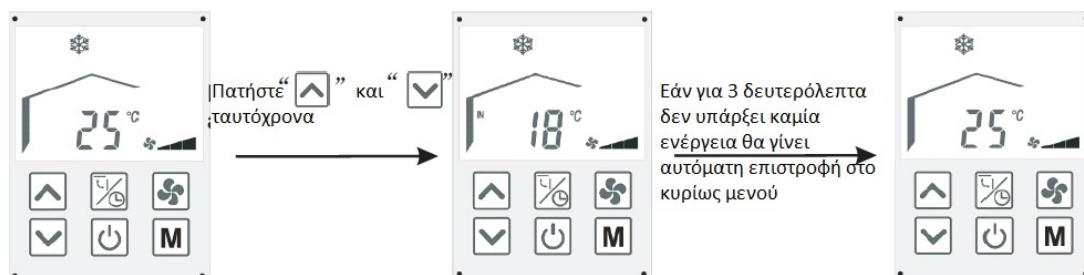 25 °C
M
Πατήστε “ ” και “ ”
ταυτόχρονα
IN 18 °C
M
Εάν για 3 δευτερόλεπτα
δεν υπάρξει καμία
ενέργεια θα γίνει
αυτόματη επιστροφή στο
κυρίως μενού
25 °C
M